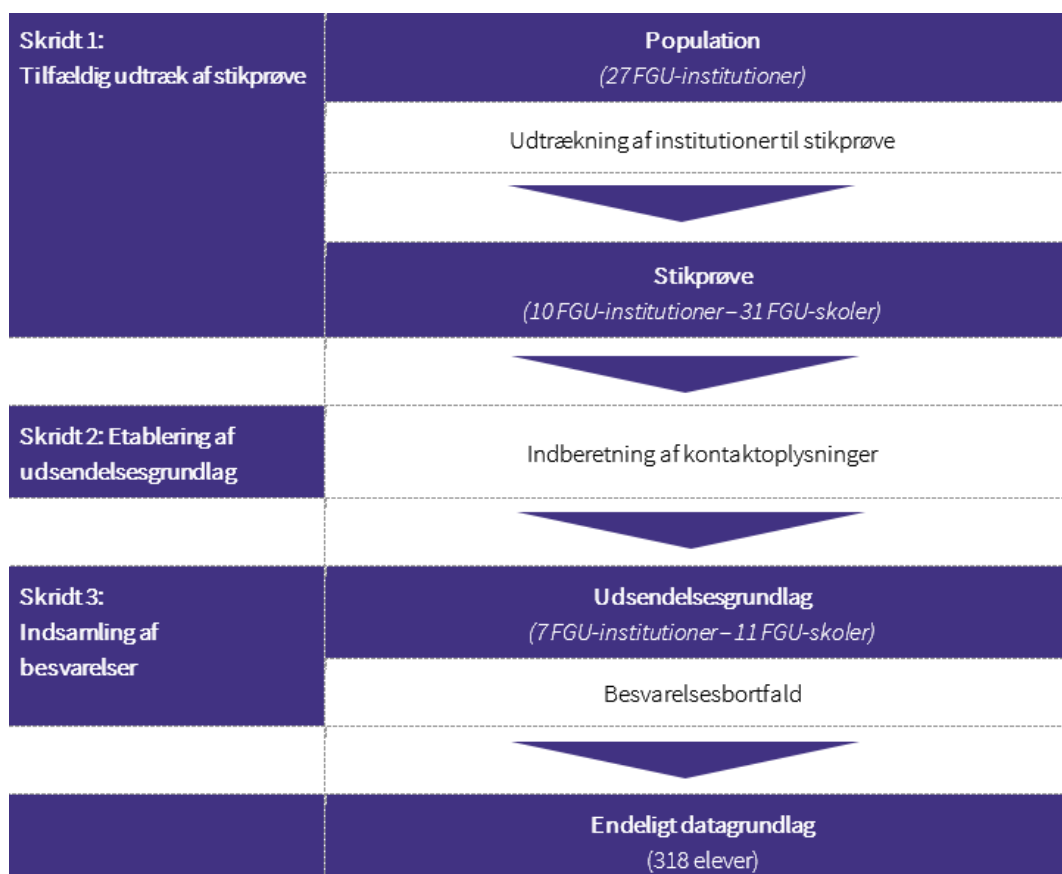 Skridt 1:
Tilfældig udtræk af stikprøve
Population
(27 FGU-institutioner)
Udtrækning af institutioner til stikprøve
Stikprøve
(10 FGU-institutioner – 31 FGU-skoler)
Skridt 2: Etablering af
udsendelsesgrundlag
Indberetning af kontaktoplysninger
Skridt 3:
Indsamling af
besvarelser
Udsendelsesgrundlag
(7 FGU-institutioner – 11 FGU-skoler)
Besvarelsesbortfald
Endeligt datagrundlag
(318 elever)